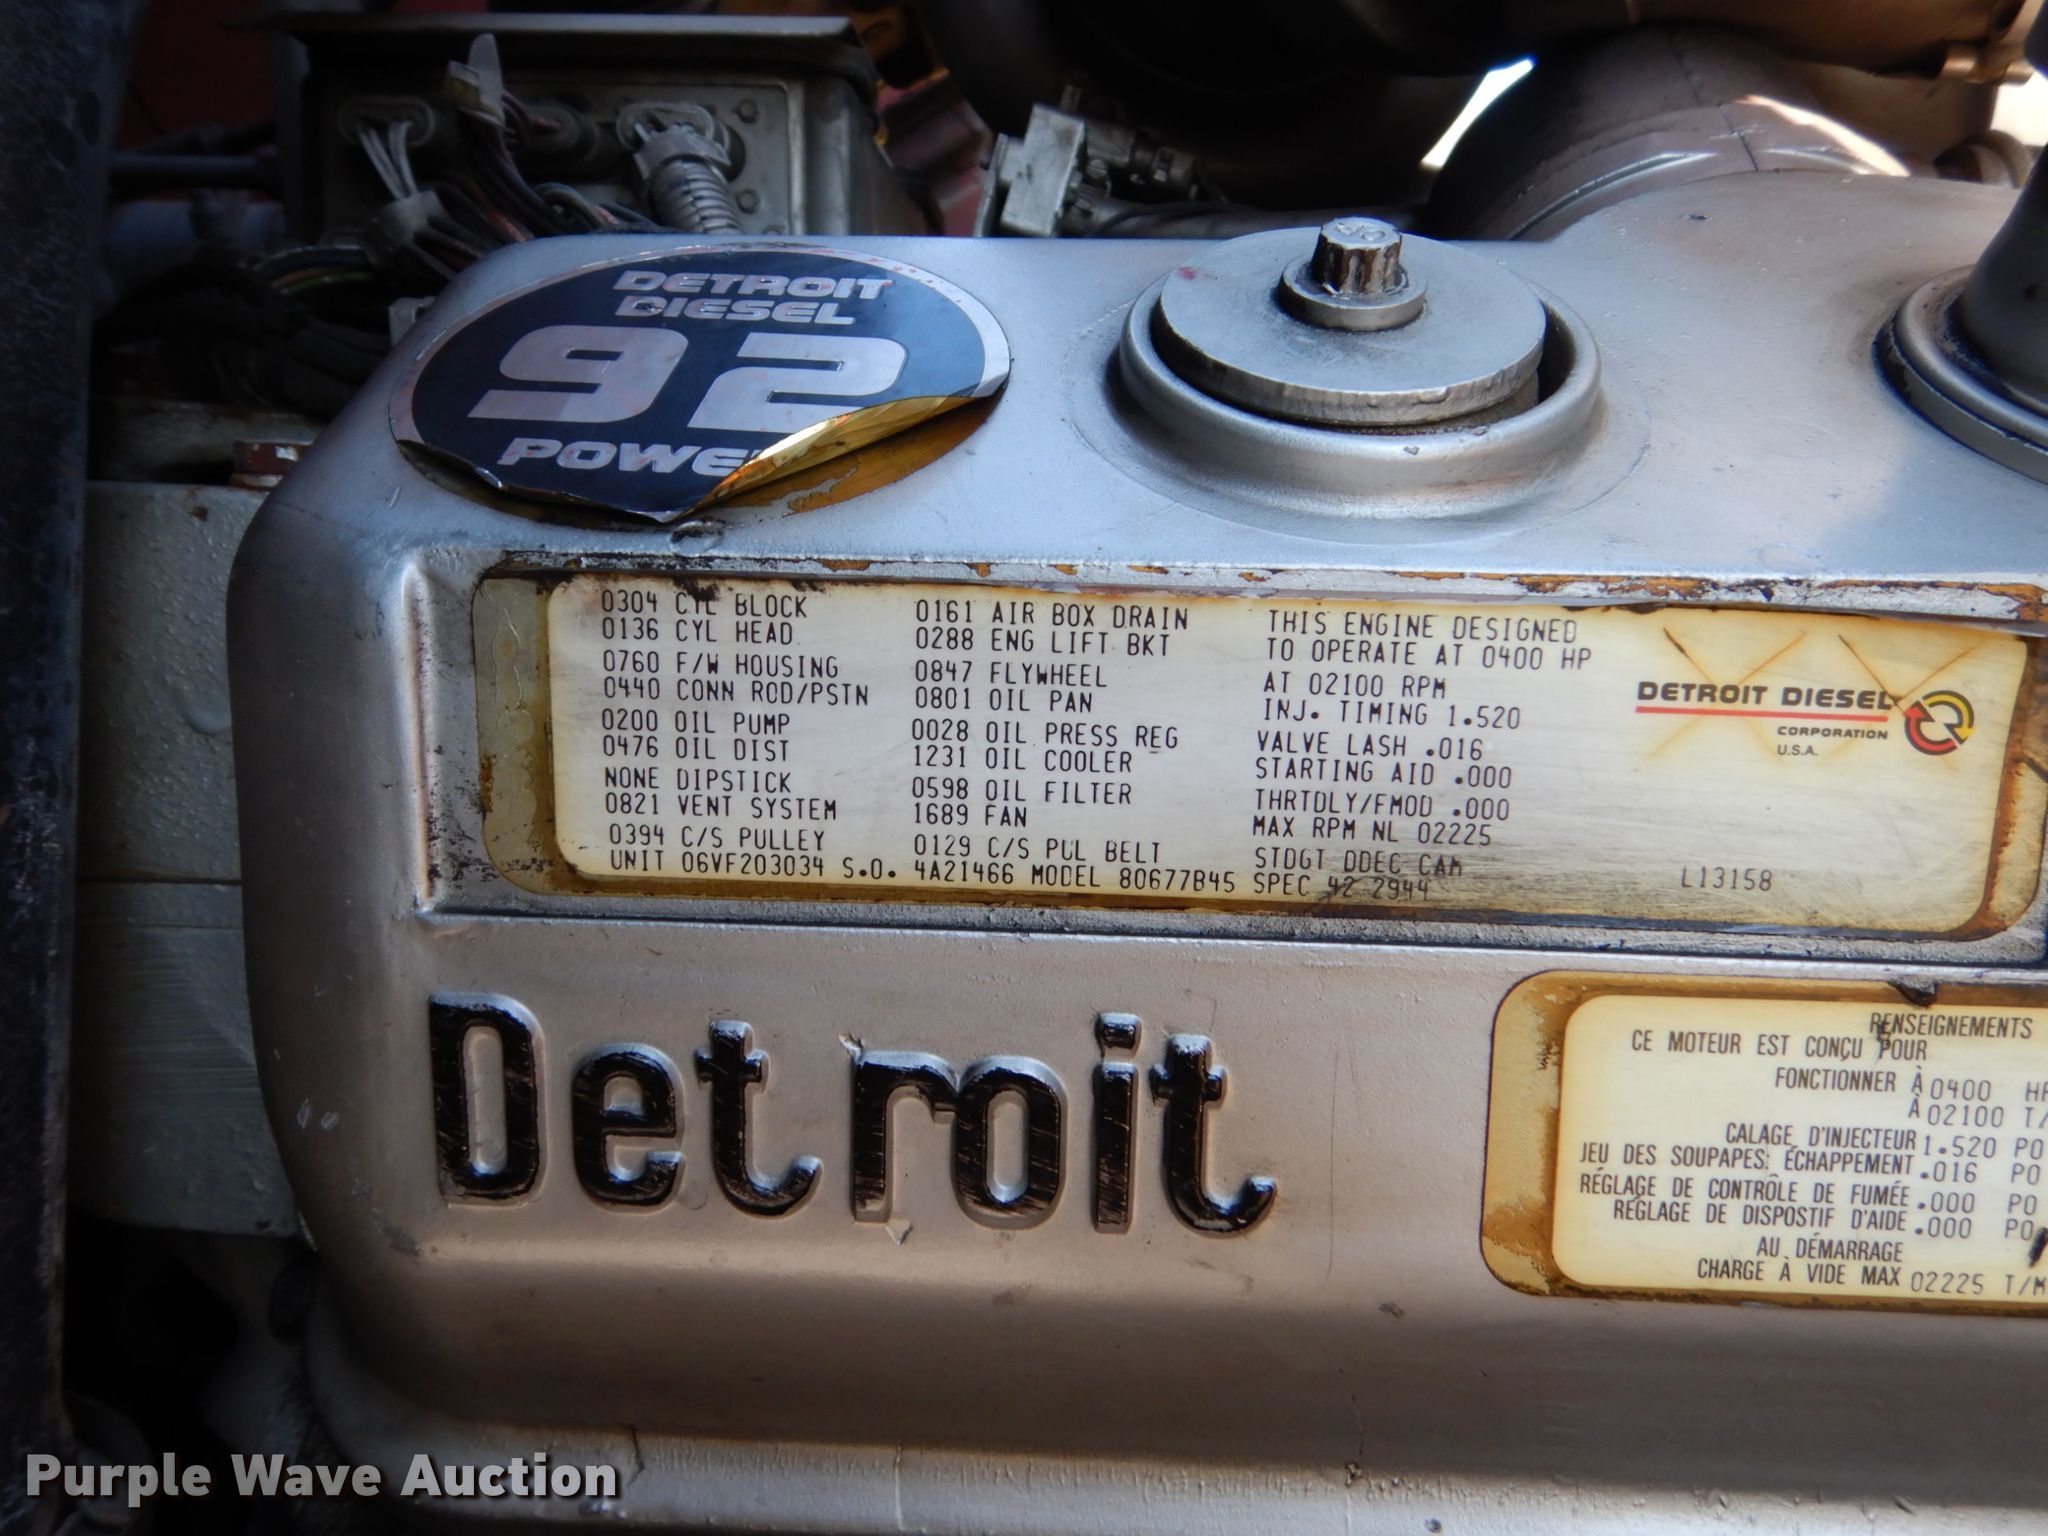 DETROIT
DIESEL
92
POWER
0304 CYL BLOCK 0161 AIR BOX DRAIN THIS ENGINE DESIGNED
0136 CYL HEAD 0288 ENG LIFT BKT TO OPERATE AT 0400 HP
0760 F/W HOUSING 0847 FLYWHEEL AT 02100 RPM
0440 CONN ROD/PSTN 0801 OIL PAN INJ. TIMING 1.520
0200 OIL PUMP 0028 OIL PRESS REG VALVE LASH .016
0476 OIL DIST 1231 OIL COOLER STARTING AID .000
NONE DIPSTICK 0598 OIL FILTER THRTDLY/FMOD .000
0821 VENT SYSTEM 1689 FAN MAX RPM NL 02225
0394 C/S PULLEY 0129 C/S PUL BELT STDGT DDEC CAM
UNIT 06VF203034 S.O. 4A21466 MODEL 80677B45 SPEC 42 2944
L13158
DETROIT DIESEL
CORPORATION
U.S.A.
Detroit
RENSEIGNEMENTS
CE MOTEUR EST CONÇU POUR
FONCTIONNER À 0400 HP
À 02100 T/
CALAGE D'INJECTEUR 1.520 PO
JEU DES SOUPAPES: ÉCHAPPEMENT .016 PO
RÉGLAGE DE CONTRÔLE DE FUMÉE .000 PO
RÉGLAGE DE DISPOSTIF D'AIDE .000 PO
AU DÉMARRAGE
CHARGE À VIDE MAX 02225 T/M
Purple Wave Auction